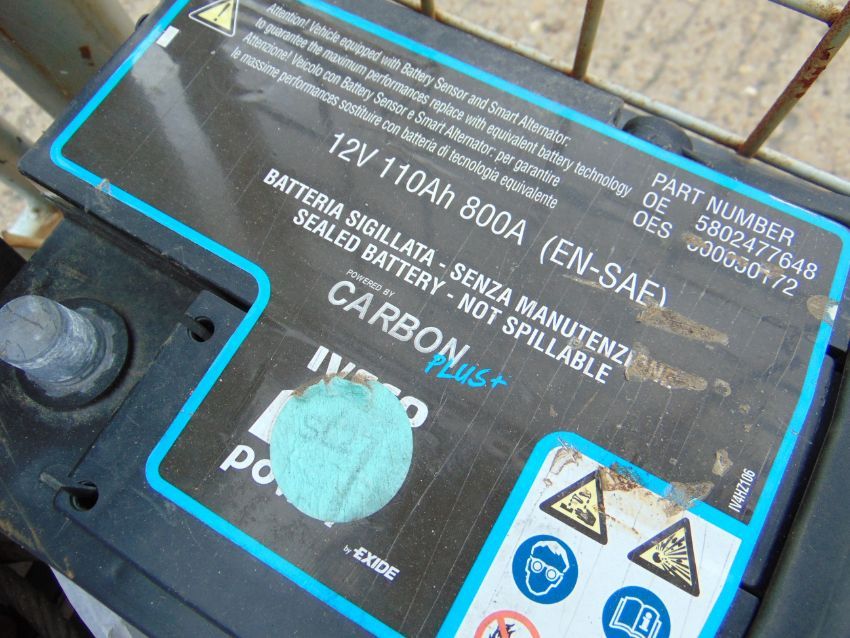 Attention! Vehicle equipped with Battery Sensor and Smart Alternator:
to guarantee the maximum performances replace with equivalent battery technology
Attenzione! Veicolo con Battery Sensor e Smart Alternator: per garantire
le massime performances sostituire con batteria di tecnologia equivalente
12V 110Ah 800A (EN-SAE)
PART NUMBER
OE 5802477648
OES
BATTERIA SIGILLATA - SENZA
SEALED BATTERY - NOT SPILLABLE
POWERED BY
CARBON
PLUS+
IVECO
by EXIDE
IV4HZ106